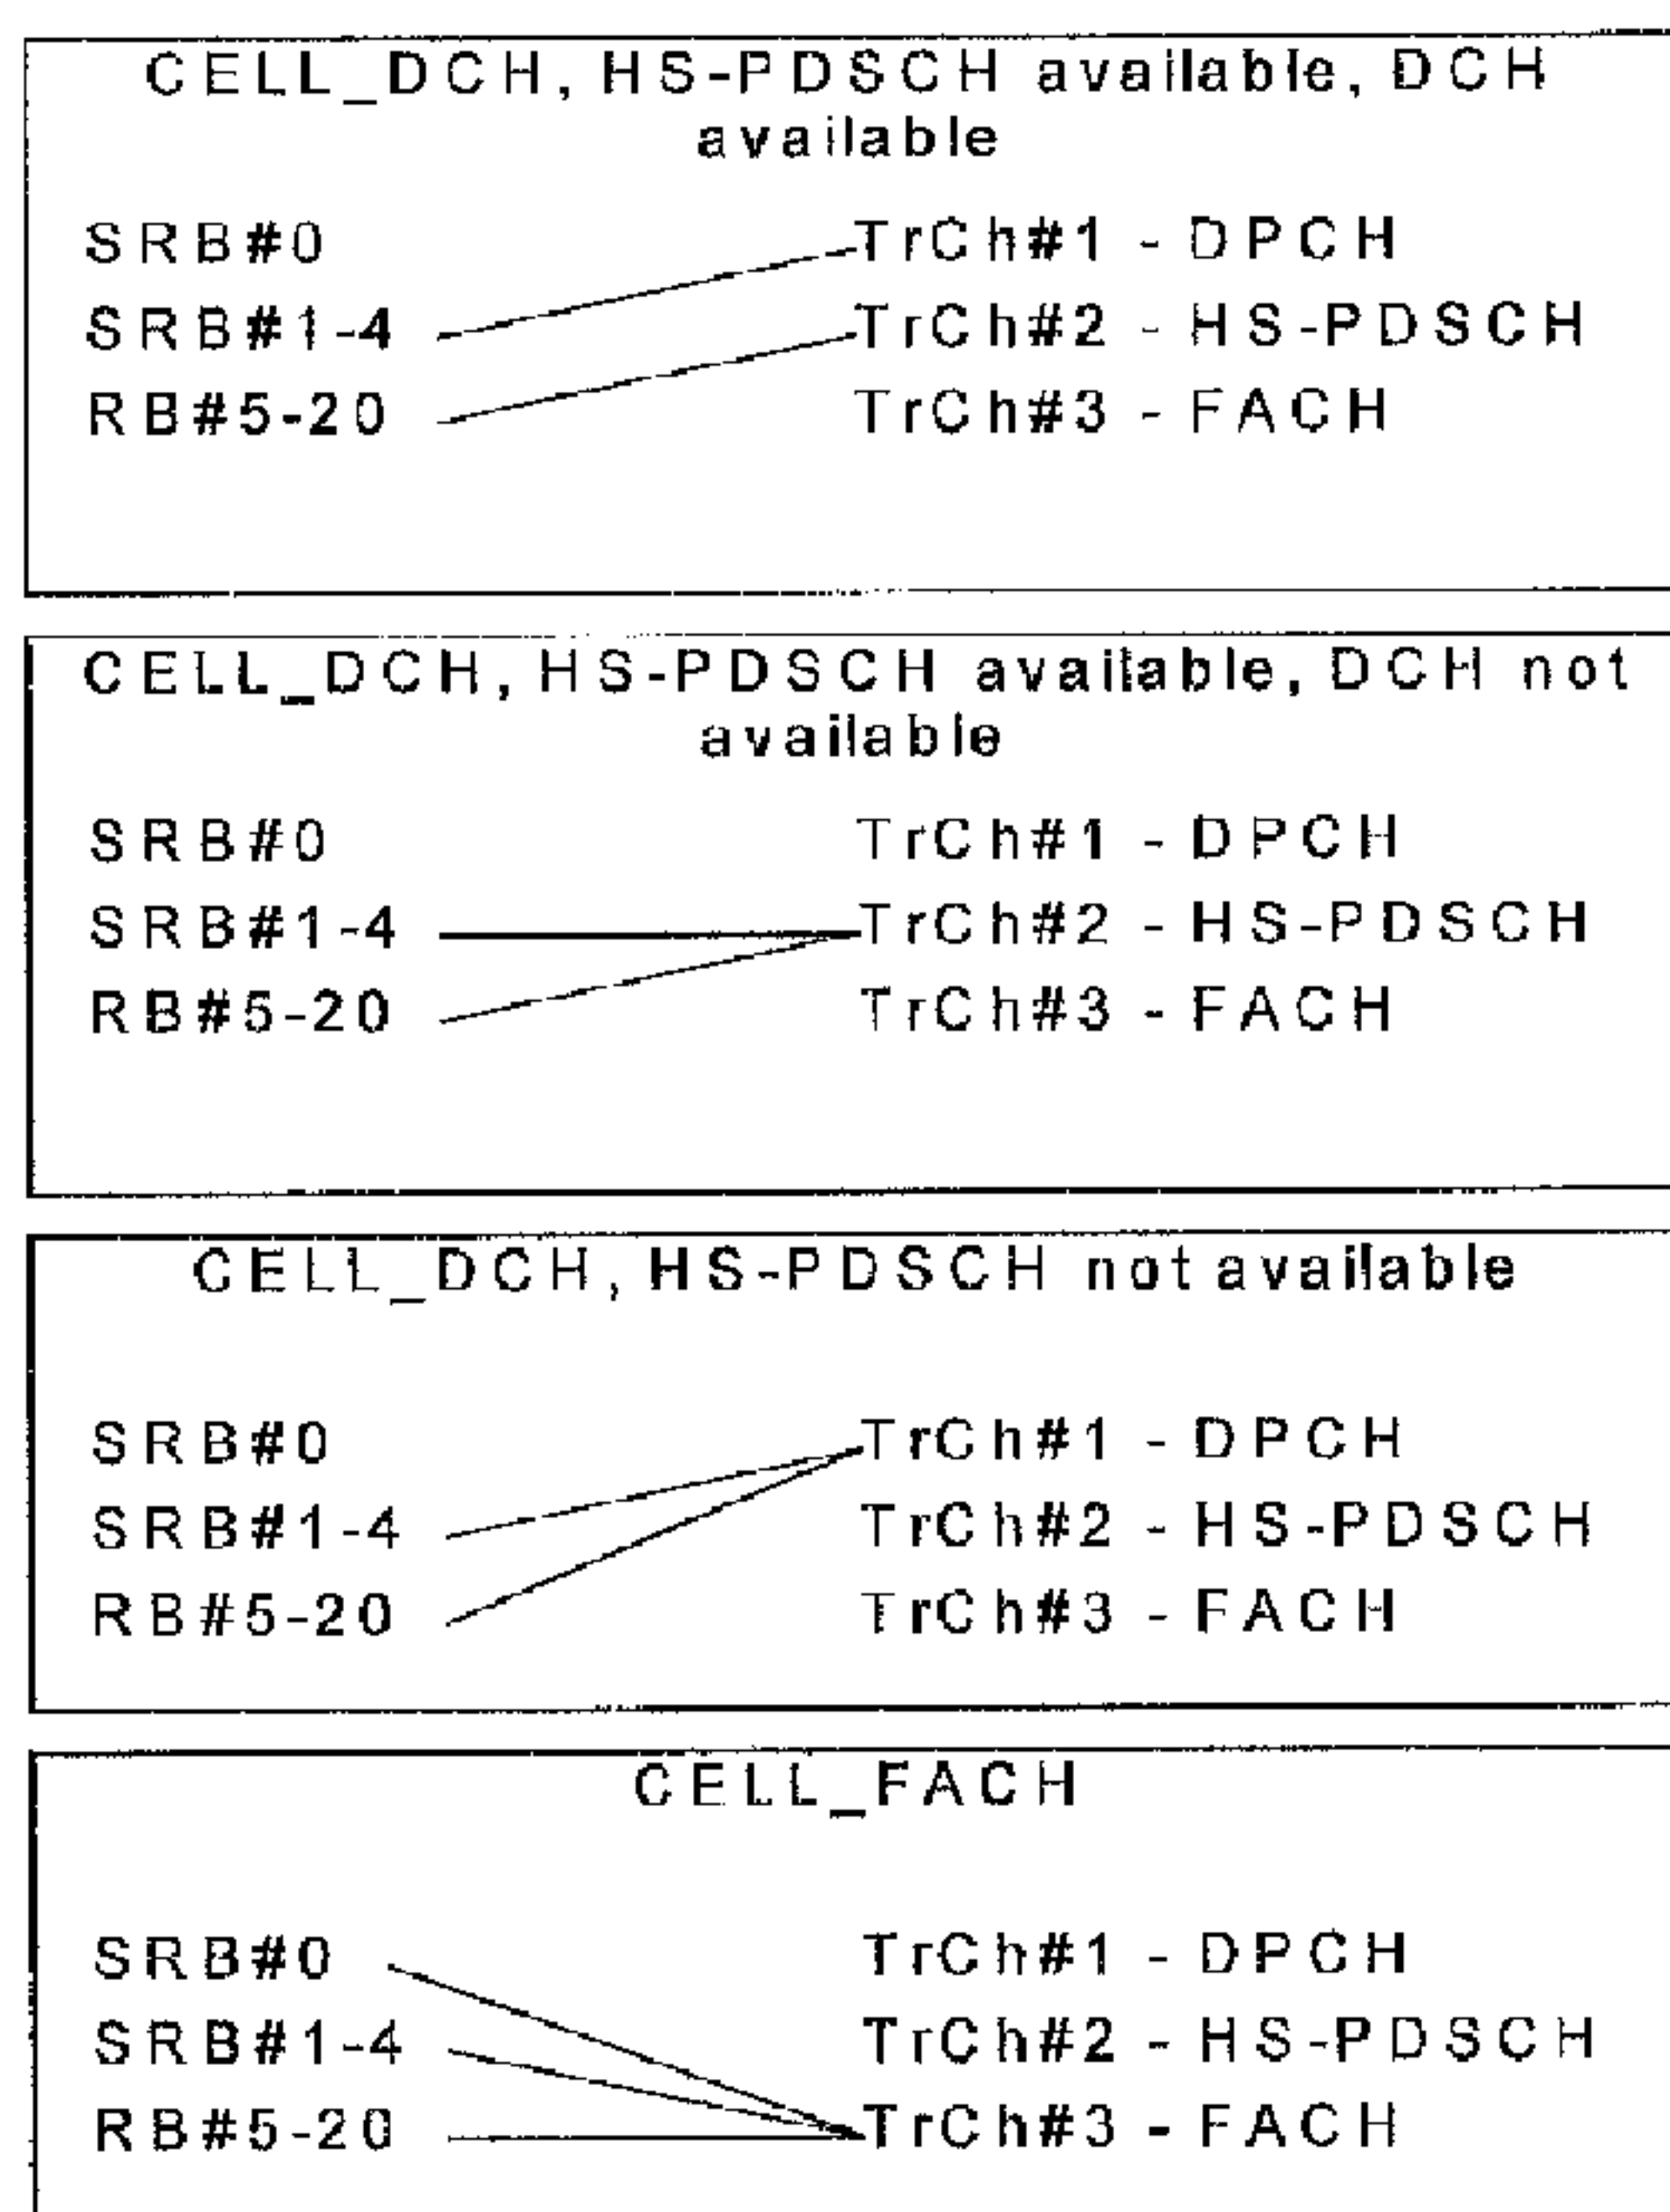 CELL_DCH, HS-PDSCH available, DCH
available
SRB#0 TrCh#1 - DPCH
SRB#1-4 TrCh#2 - HS-PDSCH
RB#5-20 TrCh#3 - FACH
CELL_DCH, HS-PDSCH available, DCH not
available
SRB#0 TrCh#1 - DPCH
SRB#1-4 TrCh#2 - HS-PDSCH
RB#5-20 TrCh#3 - FACH
CELL_DCH, HS-PDSCH not available
SRB#0 TrCh#1 - DPCH
SRB#1-4 TrCh#2 - HS-PDSCH
RB#5-20 TrCh#3 - FACH
CELL_FACH
SRB#0 TrCh#1 - DPCH
SRB#1-4 TrCh#2 - HS-PDSCH
RB#5-20 TrCh#3 - FACH